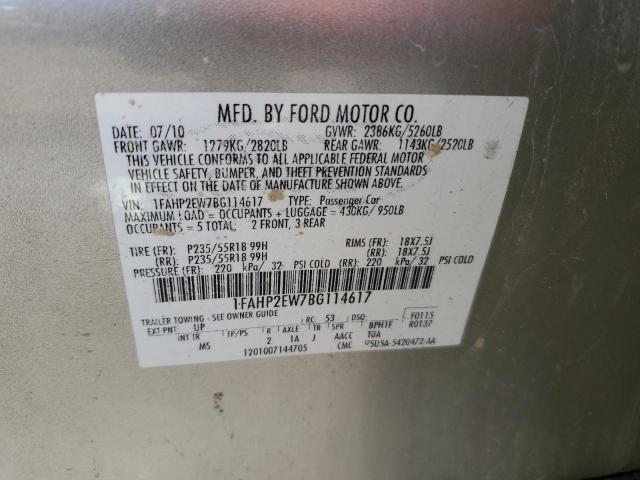 MFD. BY FORD MOTOR CO.
DATE: 07/10 GVWR: 2386KG/5260LB
FRONT GAWR: 1279KG/2820LB REAR GAWR: 1143KG/2520LB
THIS VEHICLE CONFORMS TO ALL APPLICABLE FEDERAL MOTOR
VEHICLE SAFETY, BUMPER, AND THEFT PREVENTION STANDARDS
IN EFFECT ON THE DATE OF MANUFACTURE SHOWN ABOVE.
VIN: 1FAHP2EW7BG114617 TYPE: Passenger Car
MAXIMUM LOAD = OCCUPANTS + LUGGAGE = 430KG/950LB
OCCUPANTS = 5 TOTAL; 2 FRONT, 3 REAR
TIRE (FR): P235/55R18 99H RIMS (FR): 18X7.5J
(RR): P235/55R18 99H (RR): 18X7.5J
PRESSURE (FR): 220 kPa/ 32 PSI COLD (RR): 220 kPa/ 32 PSI COLD
1FAHP2EW7BG114617
TRAILER TOWING - SEE OWNER GUIDE RC: 53 DSO: F0115
EXT PNT: UP R AXLE TR SPR BPH1F R0137
INT TR TP/PS 2 1A J AACC TOA
MS 1201007144705 CMC 5U5A-5420472-AA